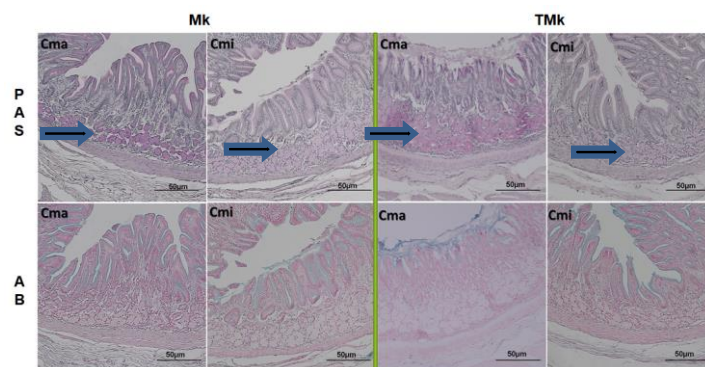 Mk TMk
Cma Cmi Cma Cmi
P
A
S
50µm 50µm 50µm 50µm
Cma Cmi Cma Cmi
A
B
50µm 50µm 50µm 50µm